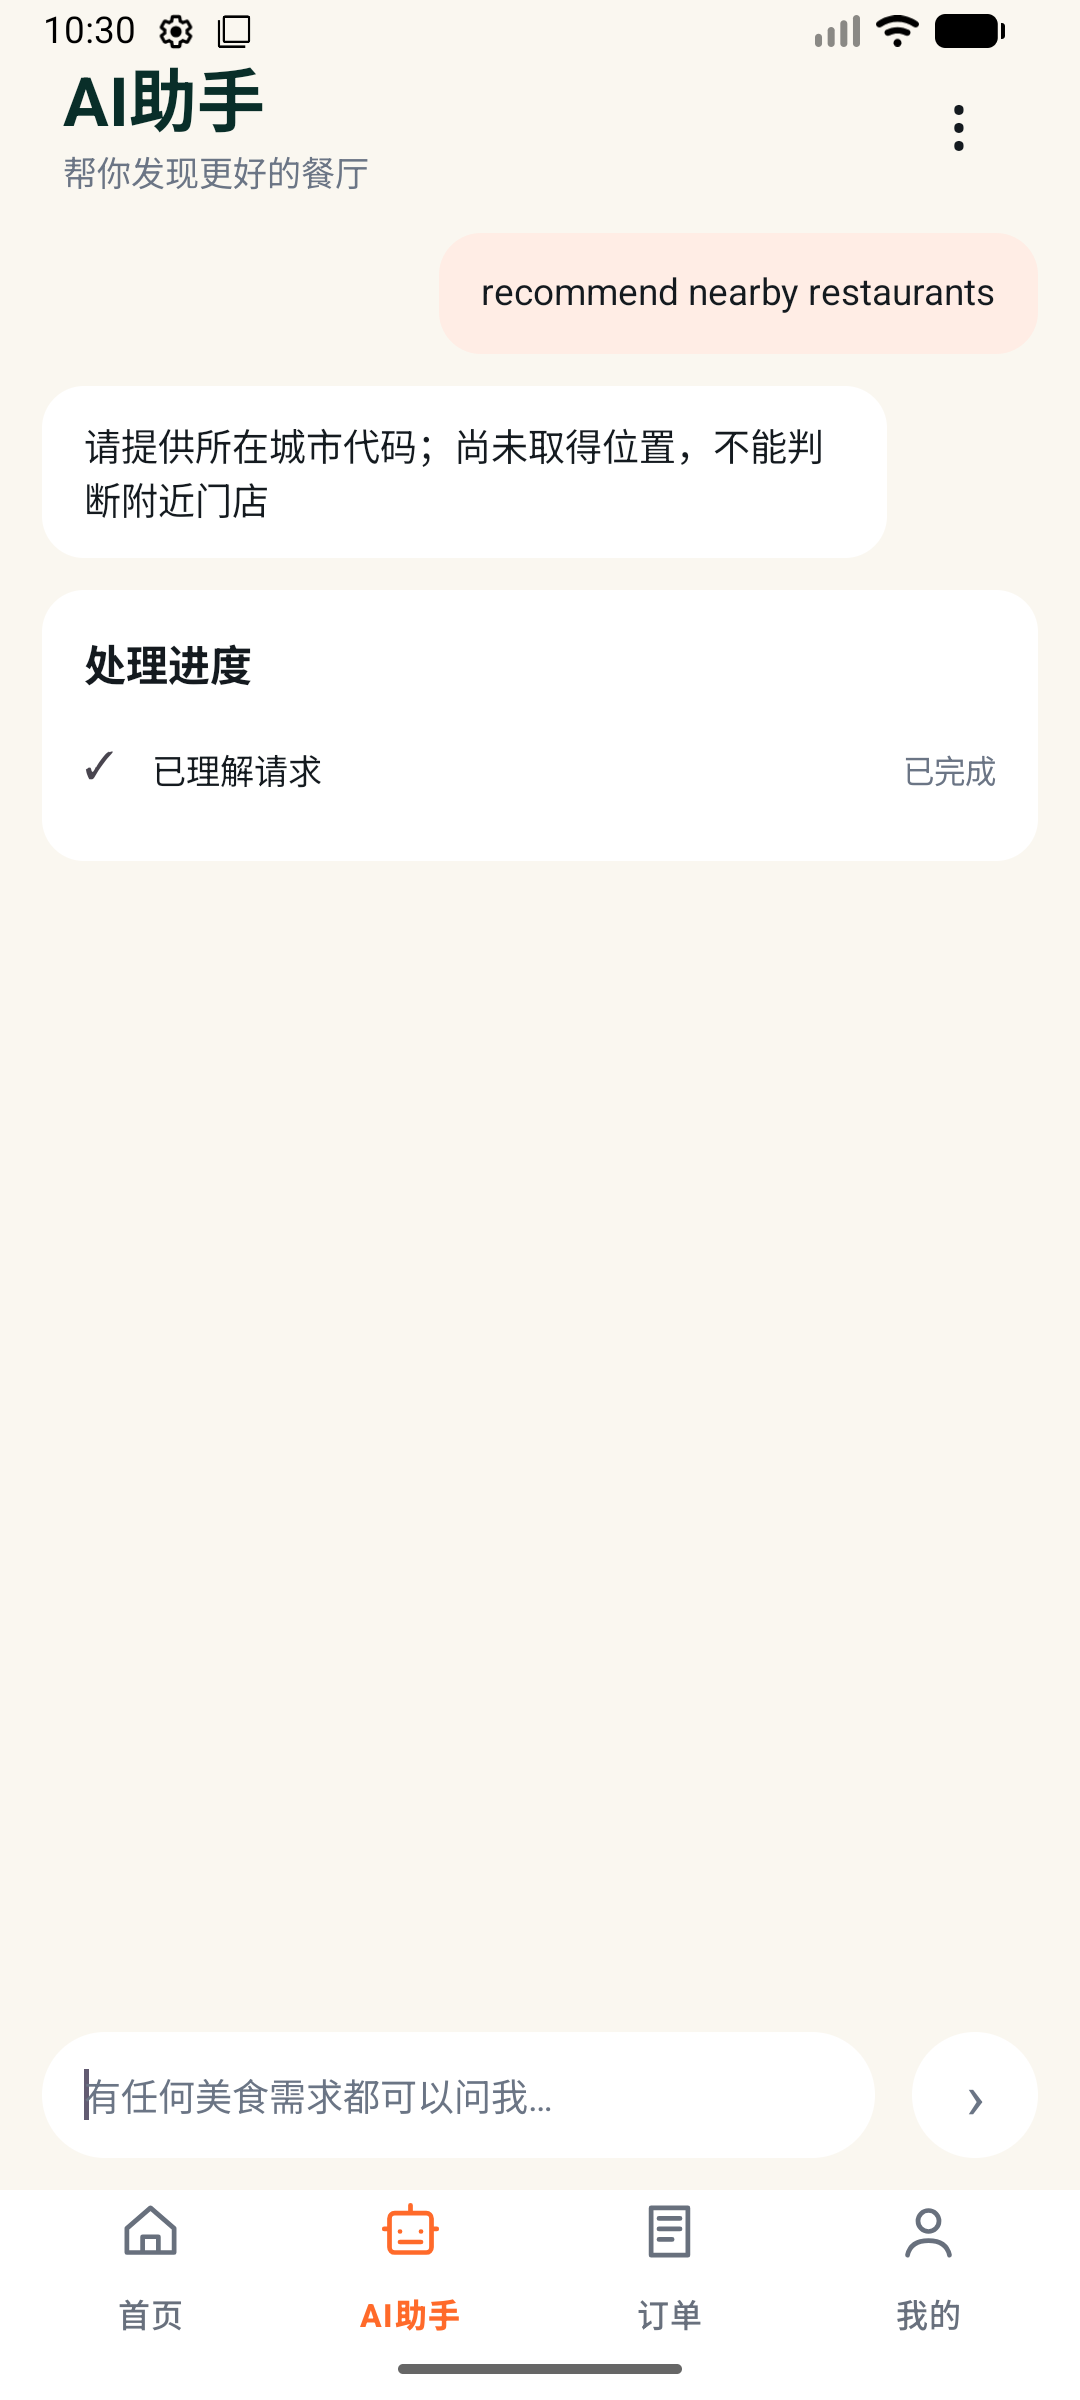 10:30
AI助手
帮你发现更好的餐厅
recommend nearby restaurants
请提供所在城市代码；尚未取得位置，不能判
断附近门店
处理进度
✓ 已理解请求 已完成
有任何美食需求都可以问我...
首页 AI助手 订单 我的